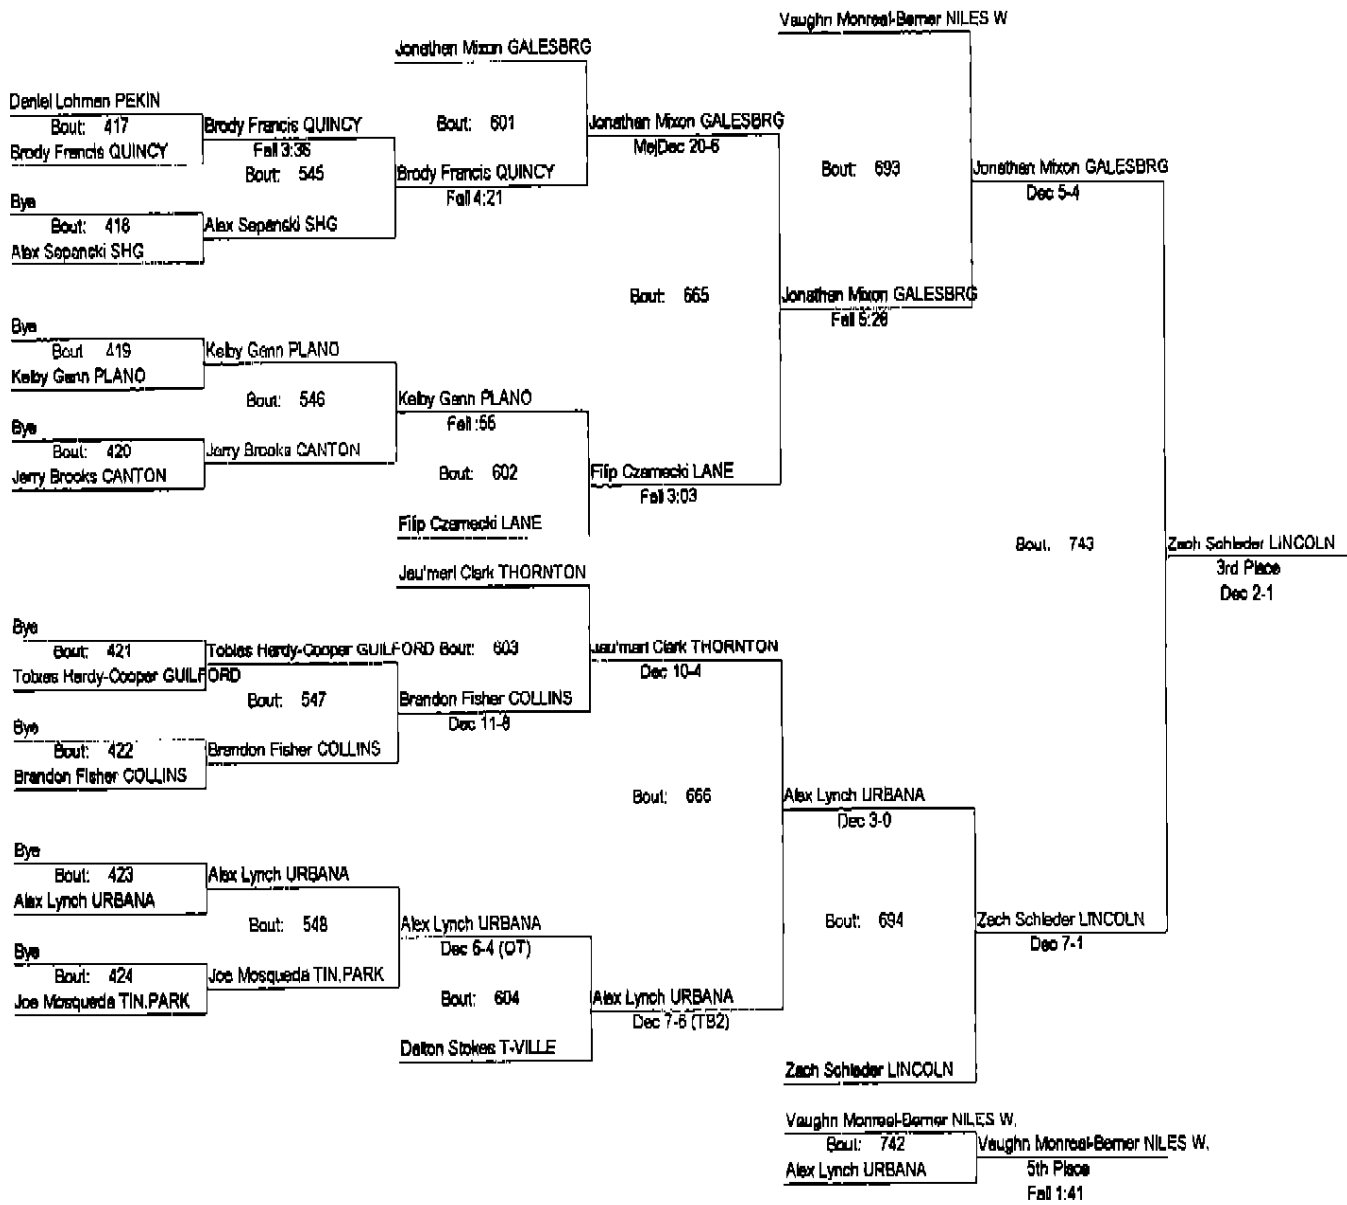 Vaughn Monreal-Berner NILES W
Jonathan Mixon GALESBRG
Daniel Lohman PEKIN
Bout: 417
Brody Francis QUINCY
Brody Francis QUINCY
Fall 3:36
Bout: 601
Jonathan Mixon GALESBRG
MajDec 20-6
Bout: 545
Brody Francis QUINCY
Fall 4:21
Bout: 693
Jonathan Mixon GALESBRG
Dec 5-4
Bye
Bout: 418
Alex Sepanski SHG
Alex Sepanski SHG
Bout: 665
Jonathan Mixon GALESBRG
Fall 5:28
Bye
Bout 419
Kelby Genn PLANO
Kelby Genn PLANO
Bout: 546
Kelby Genn PLANO
Fall :55
Bye
Bout: 420
Jerry Brooks CANTON
Jerry Brooks CANTON
Bout: 602
Filip Czarnecki LANE
Fall 3:03
Filip Czarnecki LANE
Bout. 743
Zach Schleder LINCOLN
3rd Place
Dec 2-1
Jau'marl Clark THORNTON
Bye
Bout: 421
Tobias Hardy-Cooper GUILFORD
Tobias Hardy-Cooper GUILFORD
Bout: 603
Jau'marl Clark THORNTON
Dec 10-4
Bout: 547
Brandon Fisher COLLINS
Dec 11-8
Bye
Bout: 422
Brandon Fisher COLLINS
Brandon Fisher COLLINS
Bout: 666
Alex Lynch URBANA
Dec 3-0
Bye
Bout: 423
Alex Lynch URBANA
Alex Lynch URBANA
Bout: 548
Alex Lynch URBANA
Dec 6-4 (OT)
Bout: 694
Zach Schleder LINCOLN
Dec 7-1
Bye
Bout: 424
Joe Mosqueda TIN.PARK
Joe Mosqueda TIN.PARK
Bout: 604
Alex Lynch URBANA
Dec 7-6 (TB2)
Dalton Stokes T-VILLE
Zach Schleder LINCOLN
Vaughn Monreal-Berner NILES W.
Bout: 742
Alex Lynch URBANA
Vaughn Monreal-Berner NILES W.
5th Place
Fall 1:41